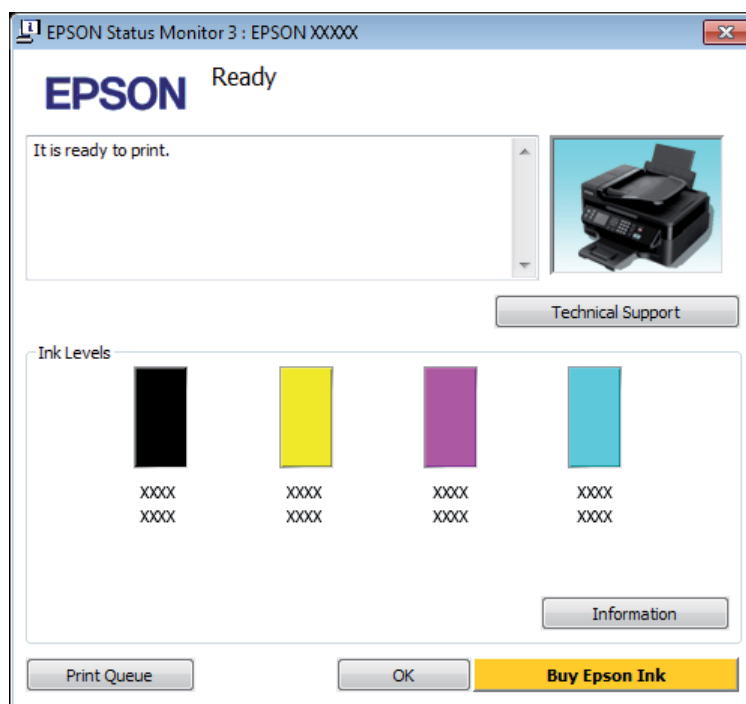 EPSON Status Monitor 3 : EPSON XXXXX
EPSON
Ready
It is ready to print.
Technical Support
Ink Levels
XXXX XXXX XXXX XXXX
XXXX XXXX XXXX XXXX
Information
Print Queue OK Buy Epson Ink